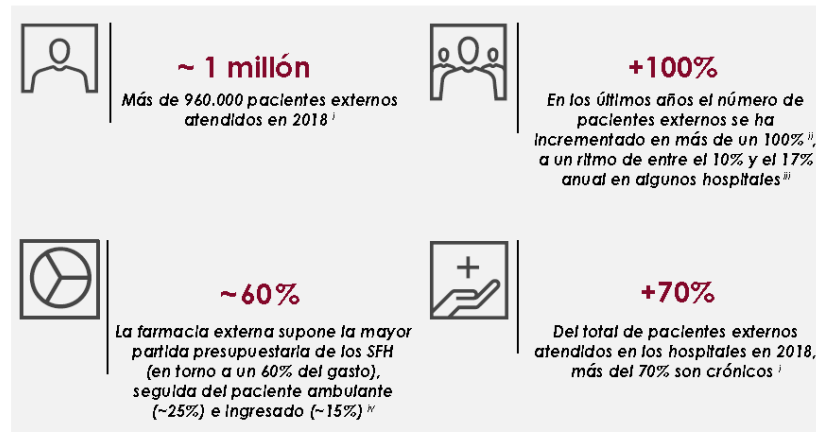 ~ 1 millón
Más de 960.000 pacientes externos
atendidos en 2018 i
+100%
En los últimos años el número de
pacientes externos se ha
incrementado en más de un 100% ii,
a un ritmo de entre el 10% y el 17%
anual en algunos hospitales iii
~60%
La farmacia externa supone la mayor
partida presupuestaria de los SFH
(en torno a un 60% del gasto),
seguida del paciente ambulante
(~25%) e ingresado (~15%) iv
+70%
Del total de pacientes externos
atendidos en los hospitales en 2018,
más del 70% son crónicos i